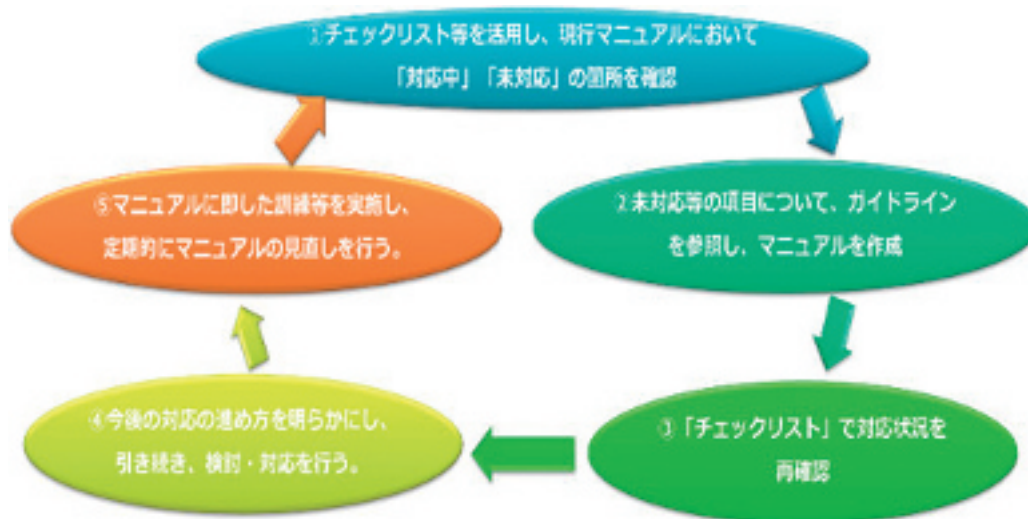 ①チェックリスト等を活用し、現行マニュアルにおいて
「対応中」「未対応」の箇所を確認
②未対応等の項目について、ガイドライン
を参照し、マニュアルを作成
③「チェックリスト」で対応状況を
再確認
④今後の対応の進め方を明らかにし、
引き続き、検討・対応を行う。
⑤マニュアルに即した訓練等を実施し、
定期的にマニュアルの見直しを行う。